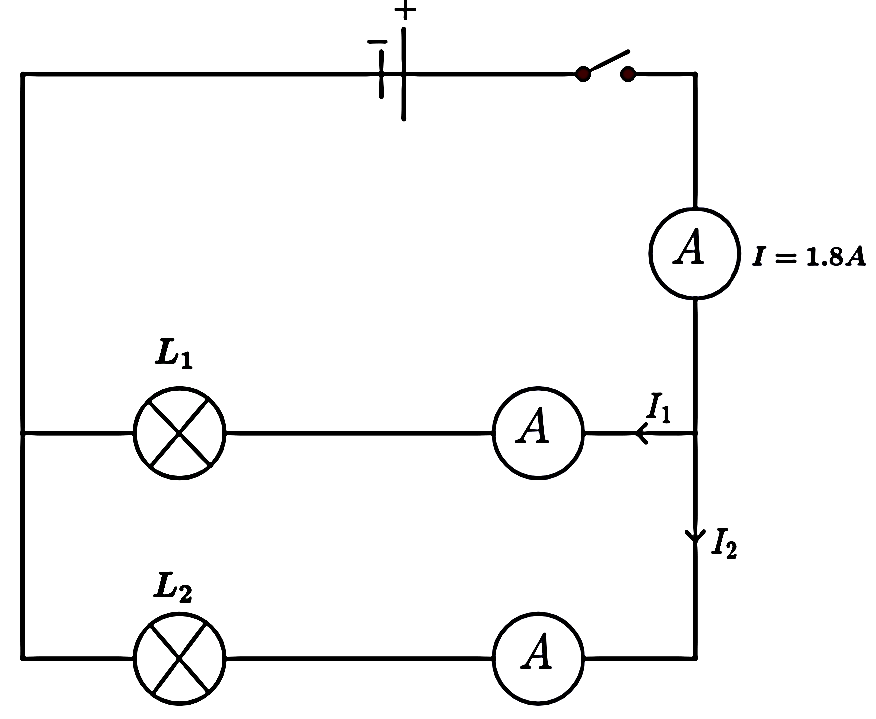 +
−
A
I = 1.8A
L₁
A
I₁
I₂
L₂
A